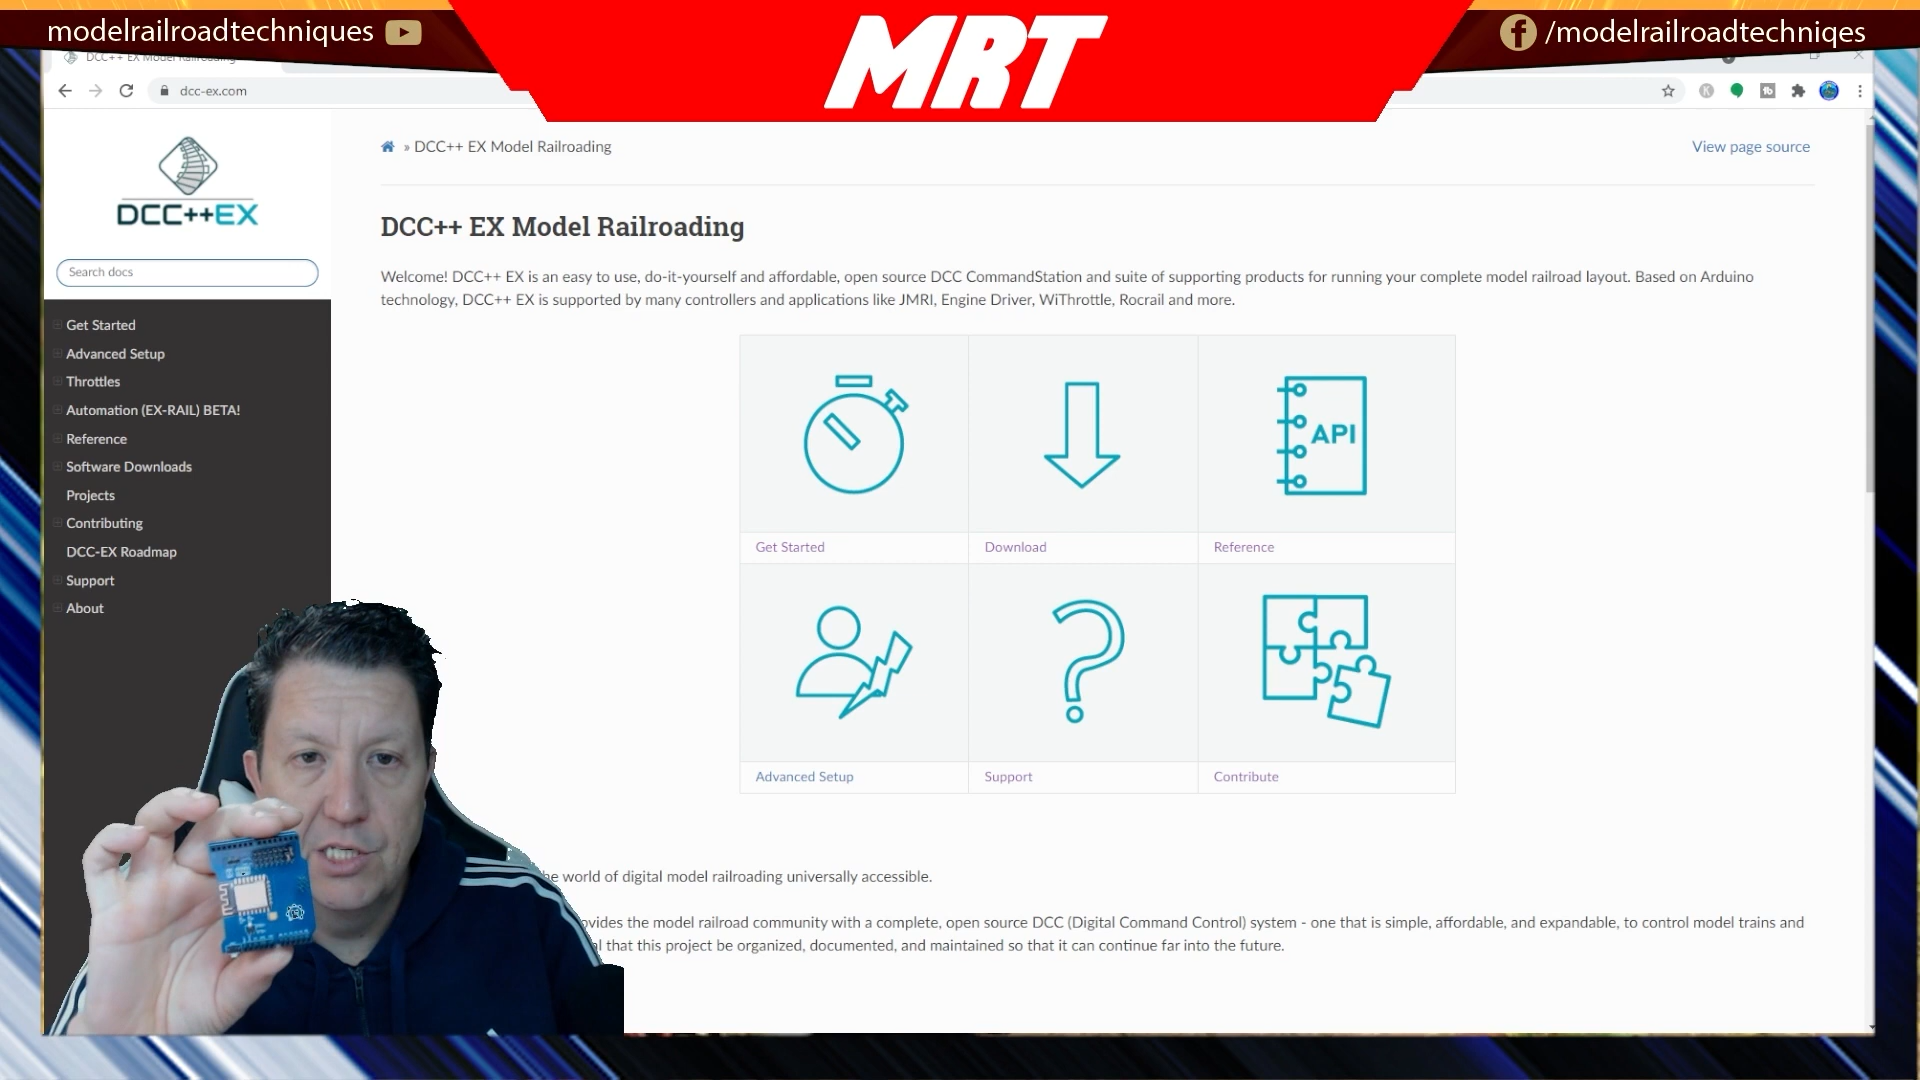 modelrailroadtechniques
MRT
/modelrailroadtechniqes
DCC++ EX Model Railroading
dcc-ex.com
DCC++EX
Search docs
Get Started
Advanced Setup
Throttles
Automation (EX-RAIL) BETA!
Reference
Software Downloads
Projects
Contributing
DCC-EX Roadmap
Support
About
» DCC++ EX Model Railroading
View page source
DCC++ EX Model Railroading
Welcome! DCC++ EX is an easy to use, do-it-yourself and affordable, open source DCC CommandStation and suite of supporting products for running your complete model railroad layout. Based on Arduino
technology, DCC++ EX is supported by many controllers and applications like JMRI, Engine Driver, WiThrottle, Rocrail and more.
API
Get Started
Download
Reference
Advanced Setup
Support
Contribute
he world of digital model railroading universally accessible.
ovides the model railroad community with a complete, open source DCC (Digital Command Control) system - one that is simple, affordable, and expandable, to control model trains and
that this project be organized, documented, and maintained so that it can continue far into the future.